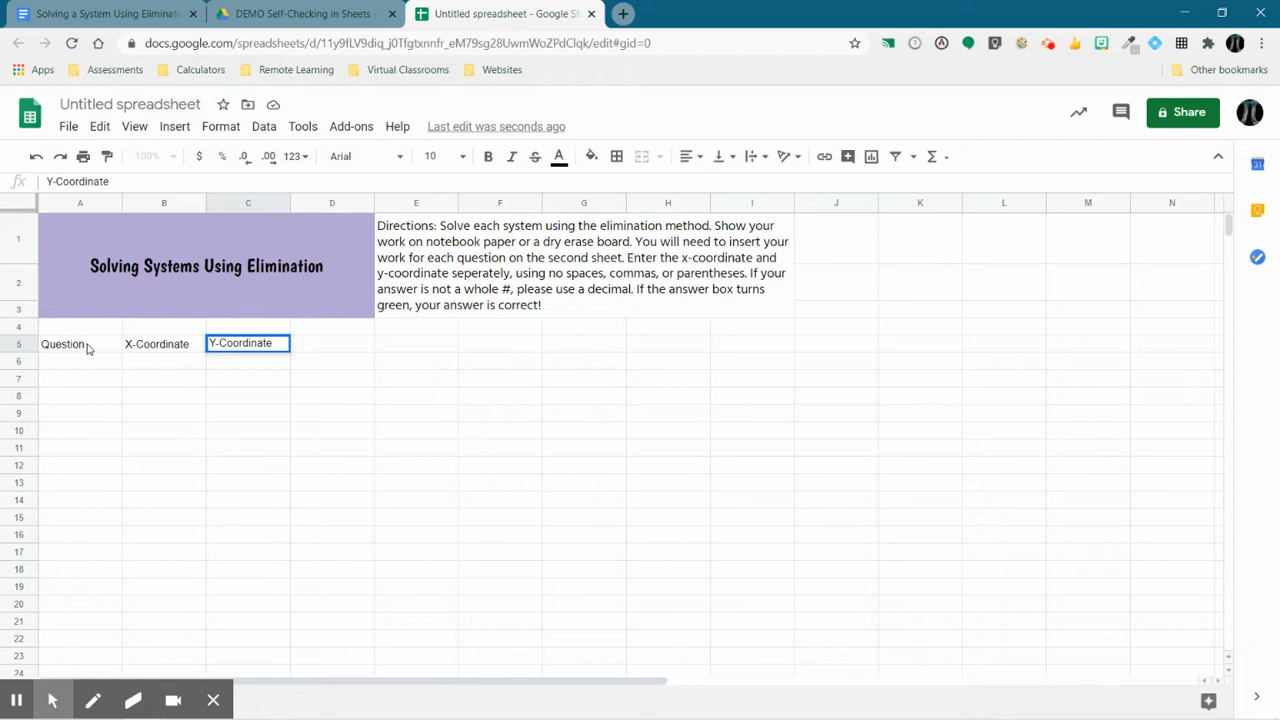 Solving a System Using Eliminat
DEMO Self-Checking in Sheets -
Untitled spreadsheet - Google Sh
docs.google.com/spreadsheets/d/11y9fLV9diq_j0Tfgtxnnfr_eM79sg28UwmWoZPdClqk/edit#gid=0
Apps Assessments Calculators Remote Learning Virtual Classrooms Websites Other bookmarks
Untitled spreadsheet
File Edit View Insert Format Data Tools Add-ons Help Last edit was seconds ago
Share
100% $ % .0 .00 123 Arial 10 B I S A Σ
fx Y-Coordinate
A B C D E F G H I J K L M N
Solving Systems Using Elimination
Directions: Solve each system using the elimination method. Show your
work on notebook paper or a dry erase board. You will need to insert your
work for each question on the second sheet. Enter the x-coordinate and
y-coordinate seperately, using no spaces, commas, or parentheses. If your
answer is not a whole #, please use a decimal. If the answer box turns
green, your answer is correct!
1
2
3
4
5 Question X-Coordinate Y-Coordinate
6
7
8
9
10
11
12
13
14
15
16
17
18
19
20
21
22
23
24